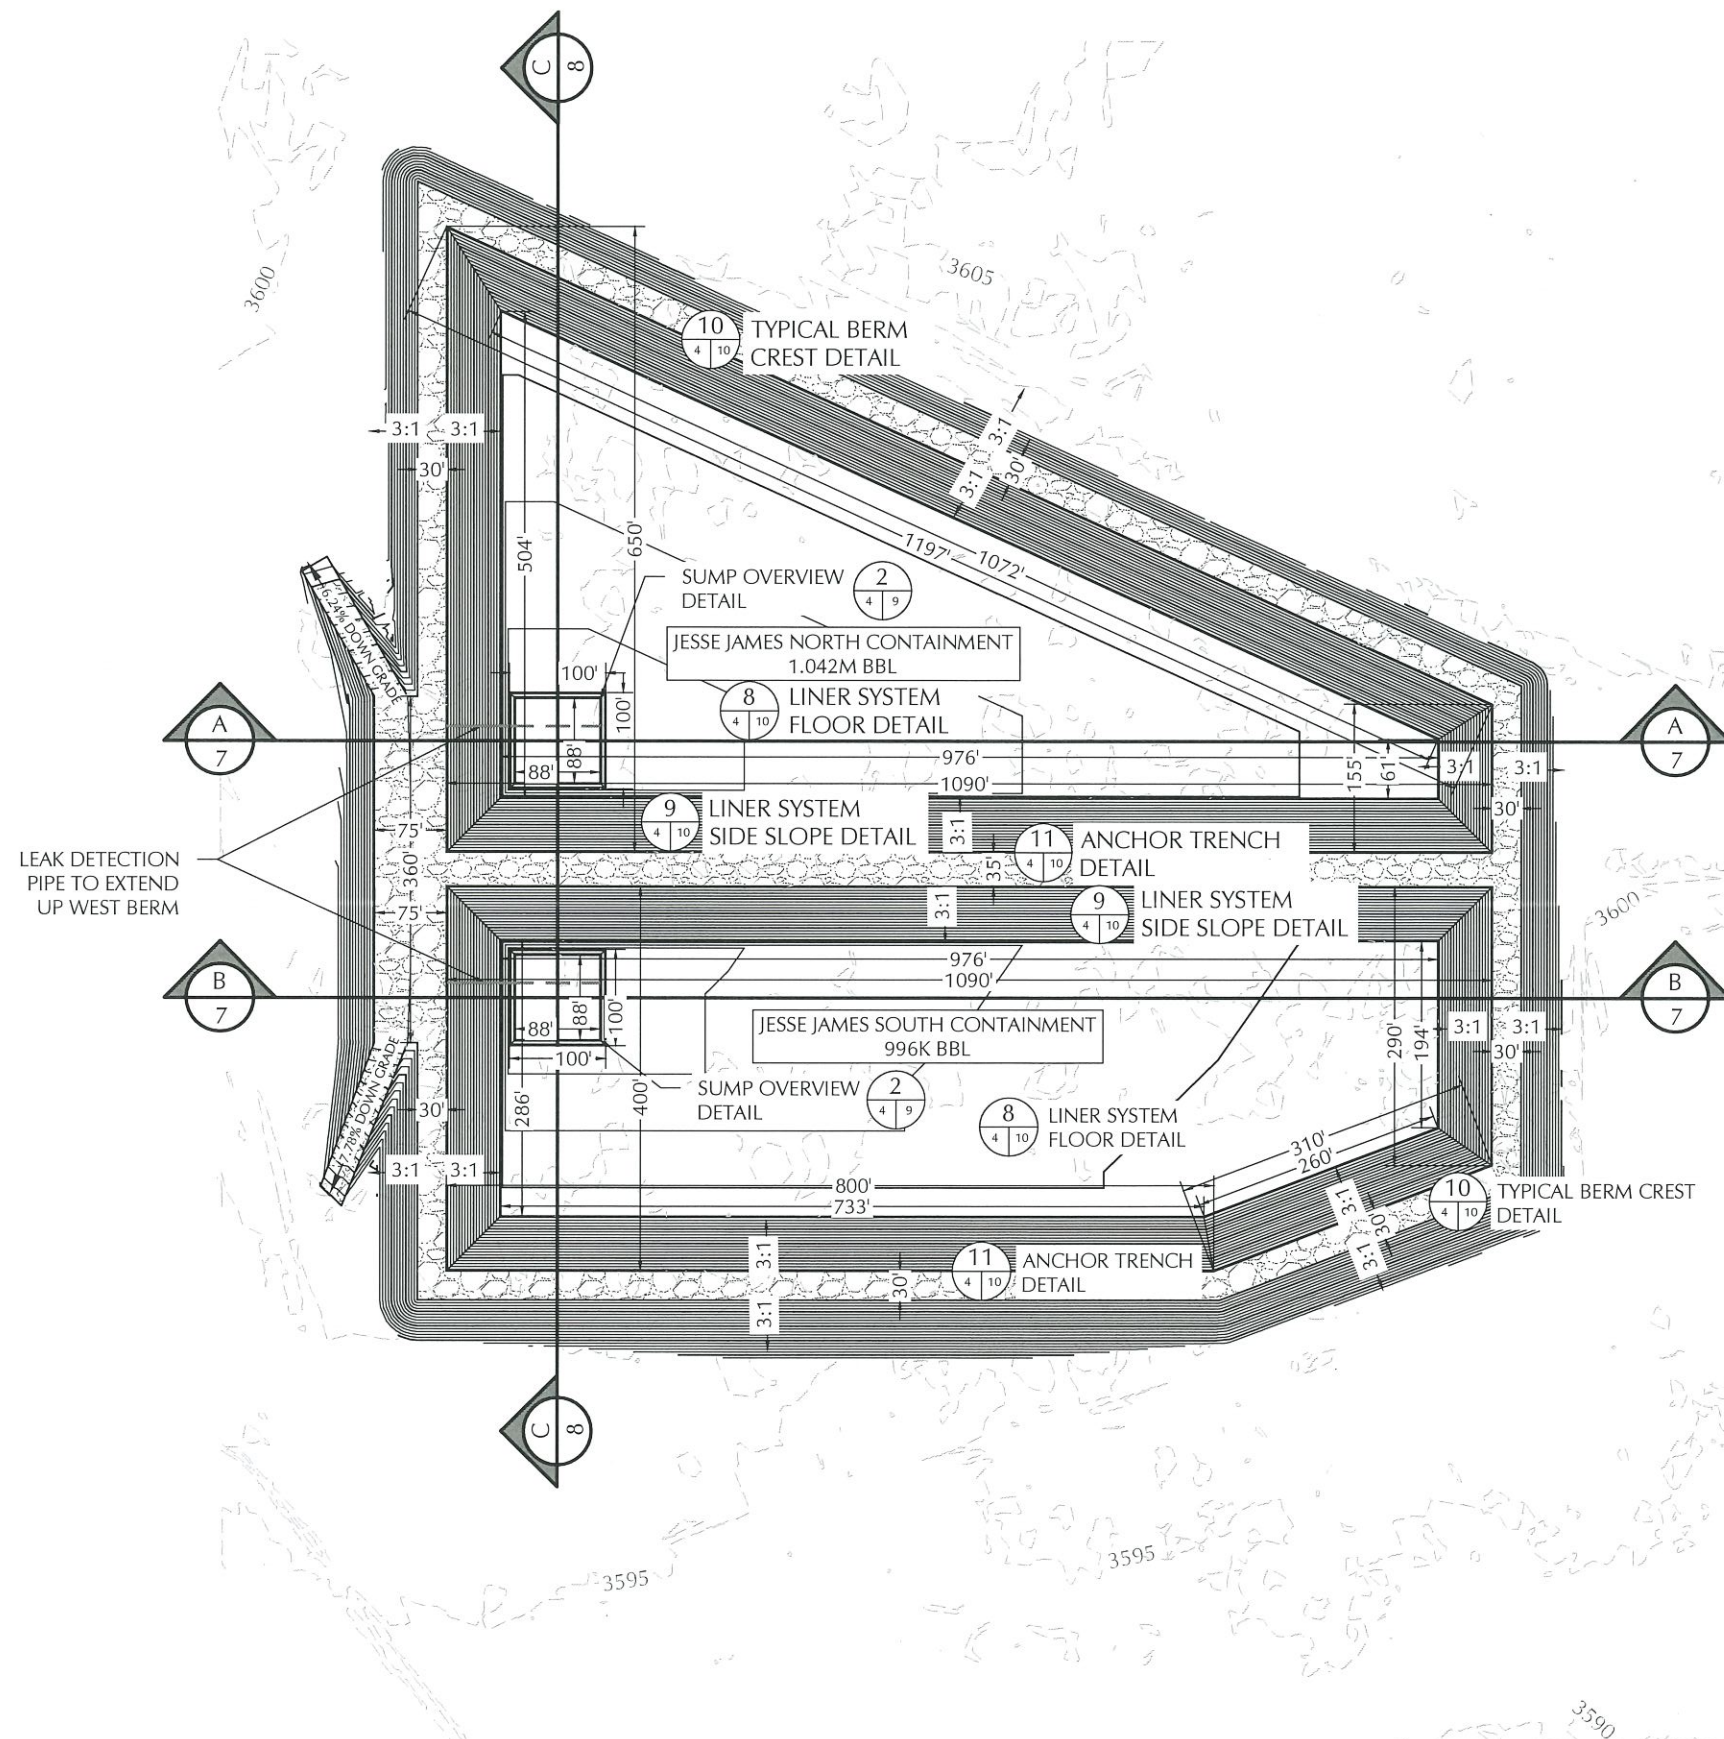 C
8
3600
3605
10
4 10
TYPICAL BERM
CREST DETAIL
3:1
3:1
30'
3:1
30'
3:1
504'
650'
1197'
1072'
SUMP OVERVIEW
DETAIL
2
4 9
6.24% DOWN GRADE
JESSE JAMES NORTH CONTAINMENT
1.042M BBL
100'
100'
8
4 10
LINER SYSTEM
FLOOR DETAIL
A
7
A
7
88'
88'
976'
1090'
155'
61'
3:1
3:1
30'
9
4 10
LINER SYSTEM
SIDE SLOPE DETAIL
3:1
75'
360'
75'
35'
11
4 10
ANCHOR TRENCH
DETAIL
LEAK DETECTION
PIPE TO EXTEND
UP WEST BERM
3:1
9
4 10
LINER SYSTEM
SIDE SLOPE DETAIL
3600
B
7
B
7
976'
1090'
88'
88'
100'
100'
JESSE JAMES SOUTH CONTAINMENT
996K BBL
290'
194'
3:1
3:1
30'
7.78% DOWN GRADE
SUMP OVERVIEW
DETAIL
2
4 9
286'
400'
30'
8
4 10
LINER SYSTEM
FLOOR DETAIL
310'
260'
3:1
3:1
800'
733'
10
4 10
TYPICAL BERM CREST
DETAIL
3:1
30'
3:1
3:1
3:1
30'
11
4 10
ANCHOR TRENCH
DETAIL
C
8
3595
3595
3590